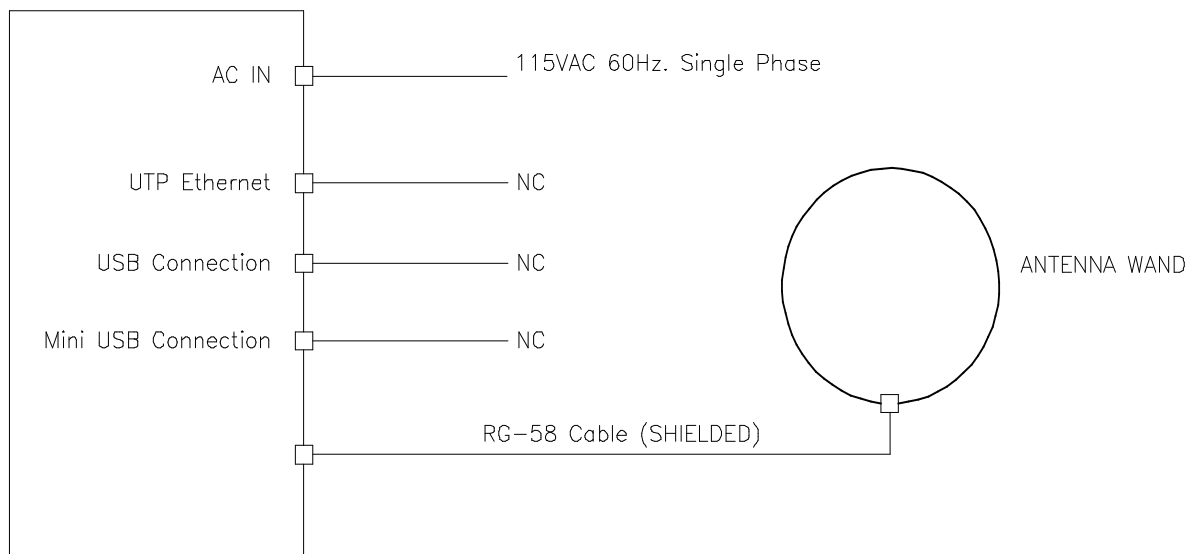 AC IN
115VAC 60Hz. Single Phase
UTP Ethernet
NC
USB Connection
NC
ANTENNA WAND
Mini USB Connection
NC
RG-58 Cable (SHIELDED)